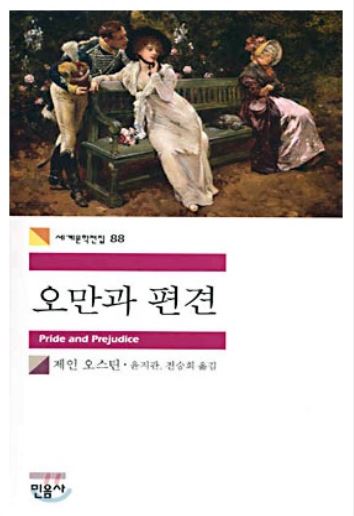 세계문학전집 88
오만과 편견
Pride and Prejudice
제인 오스틴 · 윤지관, 전승희 옮김
민음사